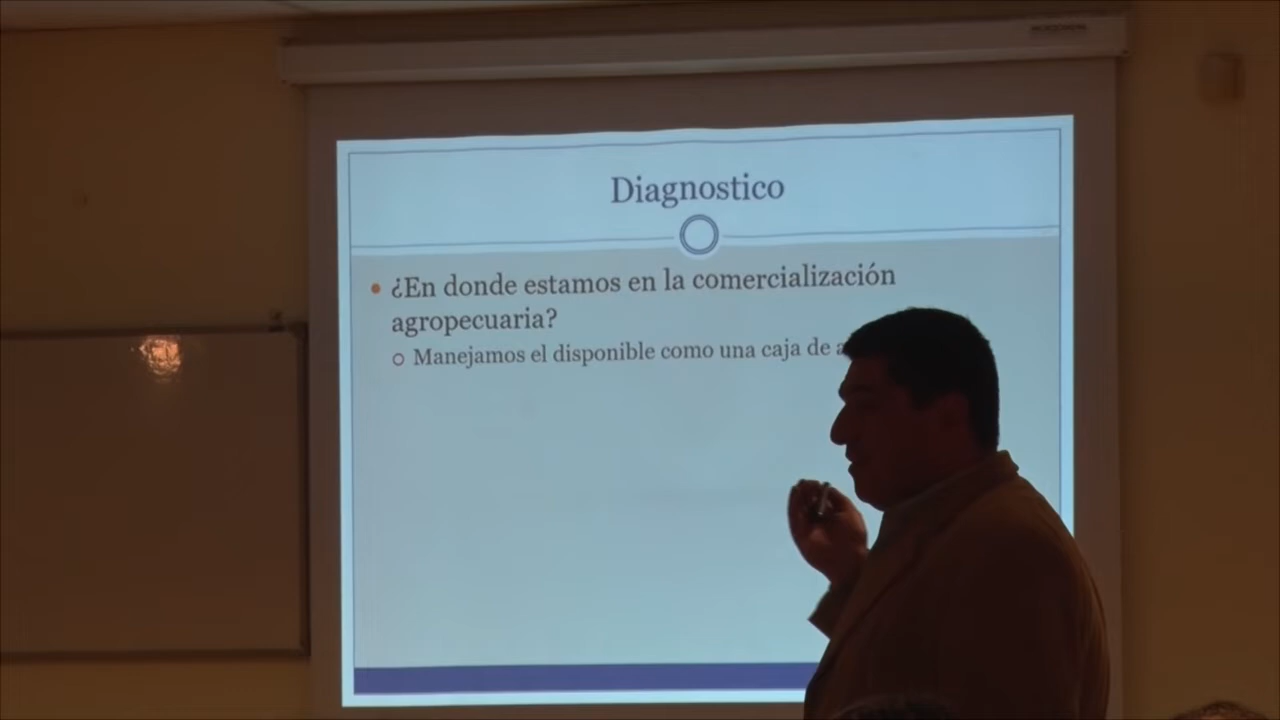 Diagnostico
¿En donde estamos en la comercialización
agropecuaria?
Manejamos el disponible como una caja de